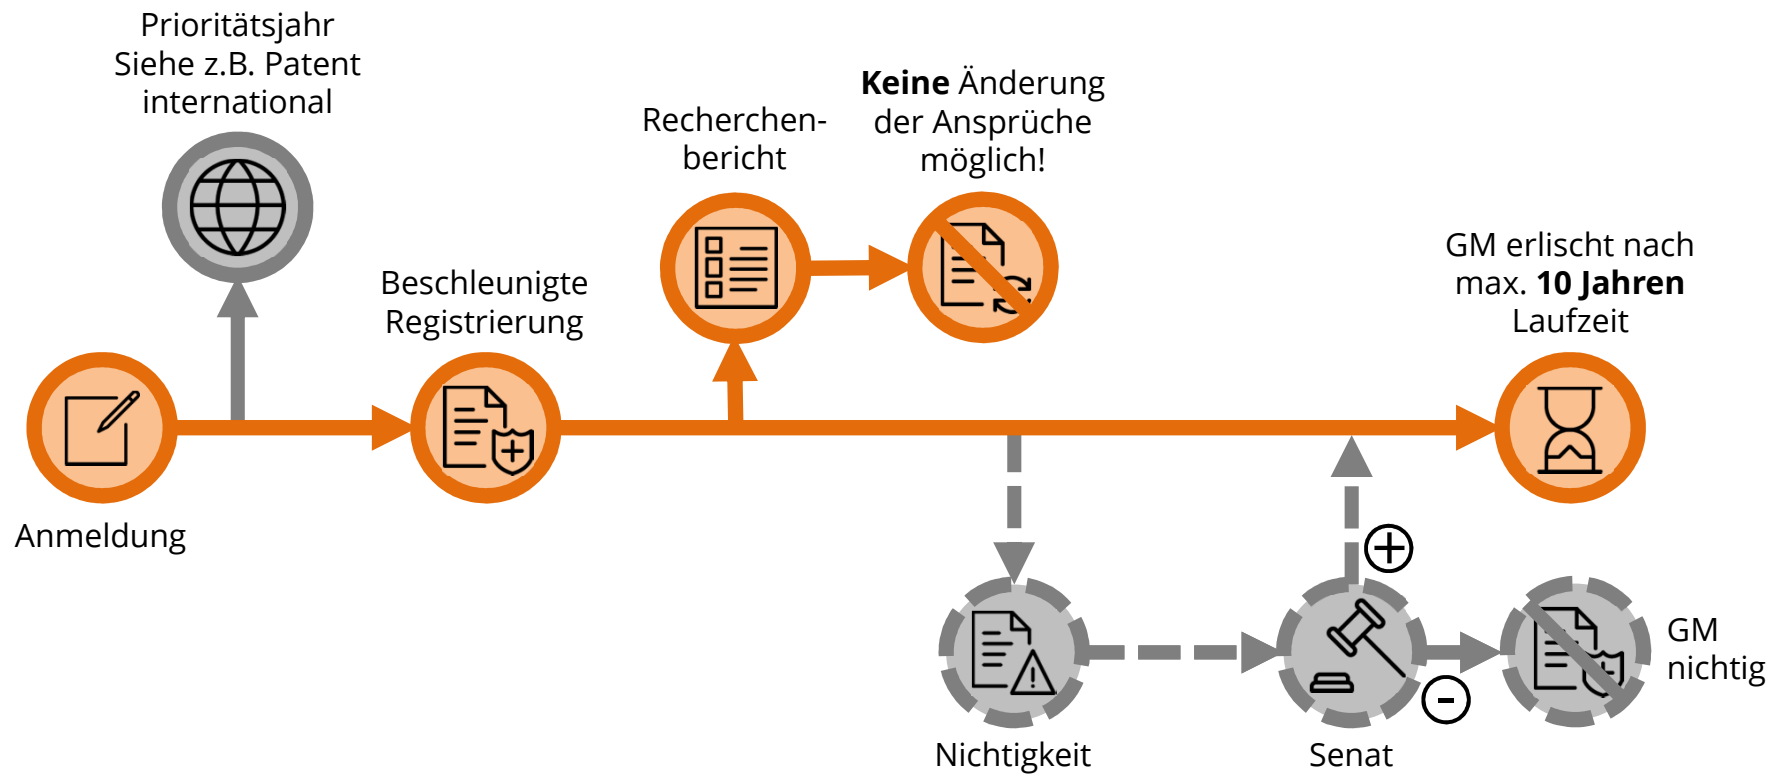 Prioritätsjahr
Siehe z.B. Patent
international
Recherchen-
bericht
Keine Änderung
der Ansprüche
möglich!
Beschleunigte
Registrierung
GM erlischt nach
max. 10 Jahren
Laufzeit
Anmeldung
+
-
GM
nichtig
Nichtigkeit
Senat